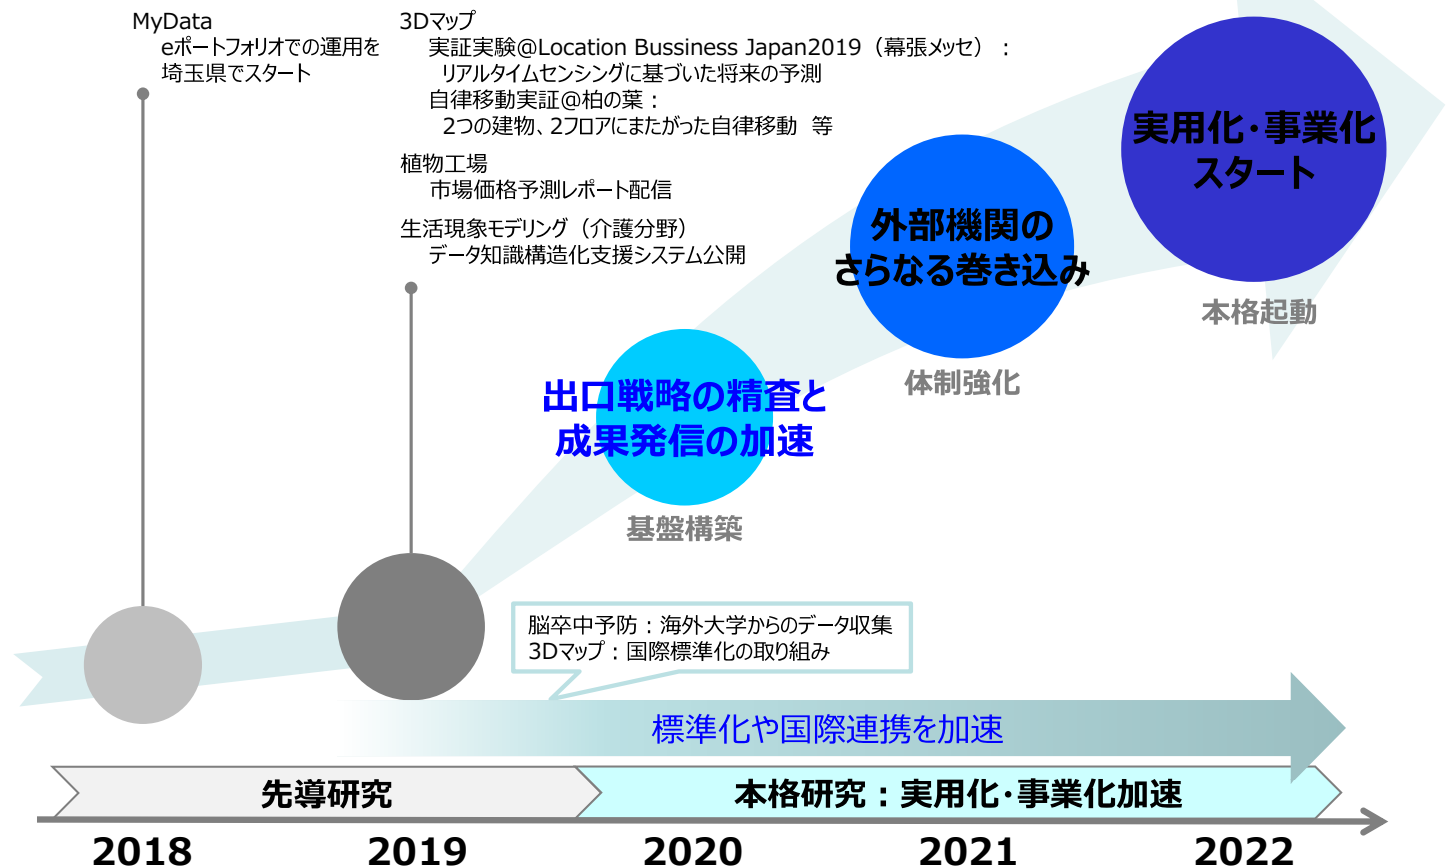 MyData
eポートフォリオでの運用を
埼玉県でスタート
3Dマップ
実証実験@Location Bussiness Japan2019（幕張メッセ）：
リアルタイムセンシングに基づいた将来の予測
自律移動実証@柏の葉：
2つの建物、2フロアにまたがった自律移動　等
植物工場
市場価格予測レポート配信
生活現象モデリング（介護分野）
データ知識構造化支援システム公開
実用化・事業化
スタート
本格起動
外部機関の
さらなる巻き込み
体制強化
出口戦略の精査と
成果発信の加速
基盤構築
脳卒中予防：海外大学からのデータ収集
3Dマップ：国際標準化の取り組み
標準化や国際連携を加速
先導研究
本格研究：実用化・事業化加速
2018
2019
2020
2021
2022